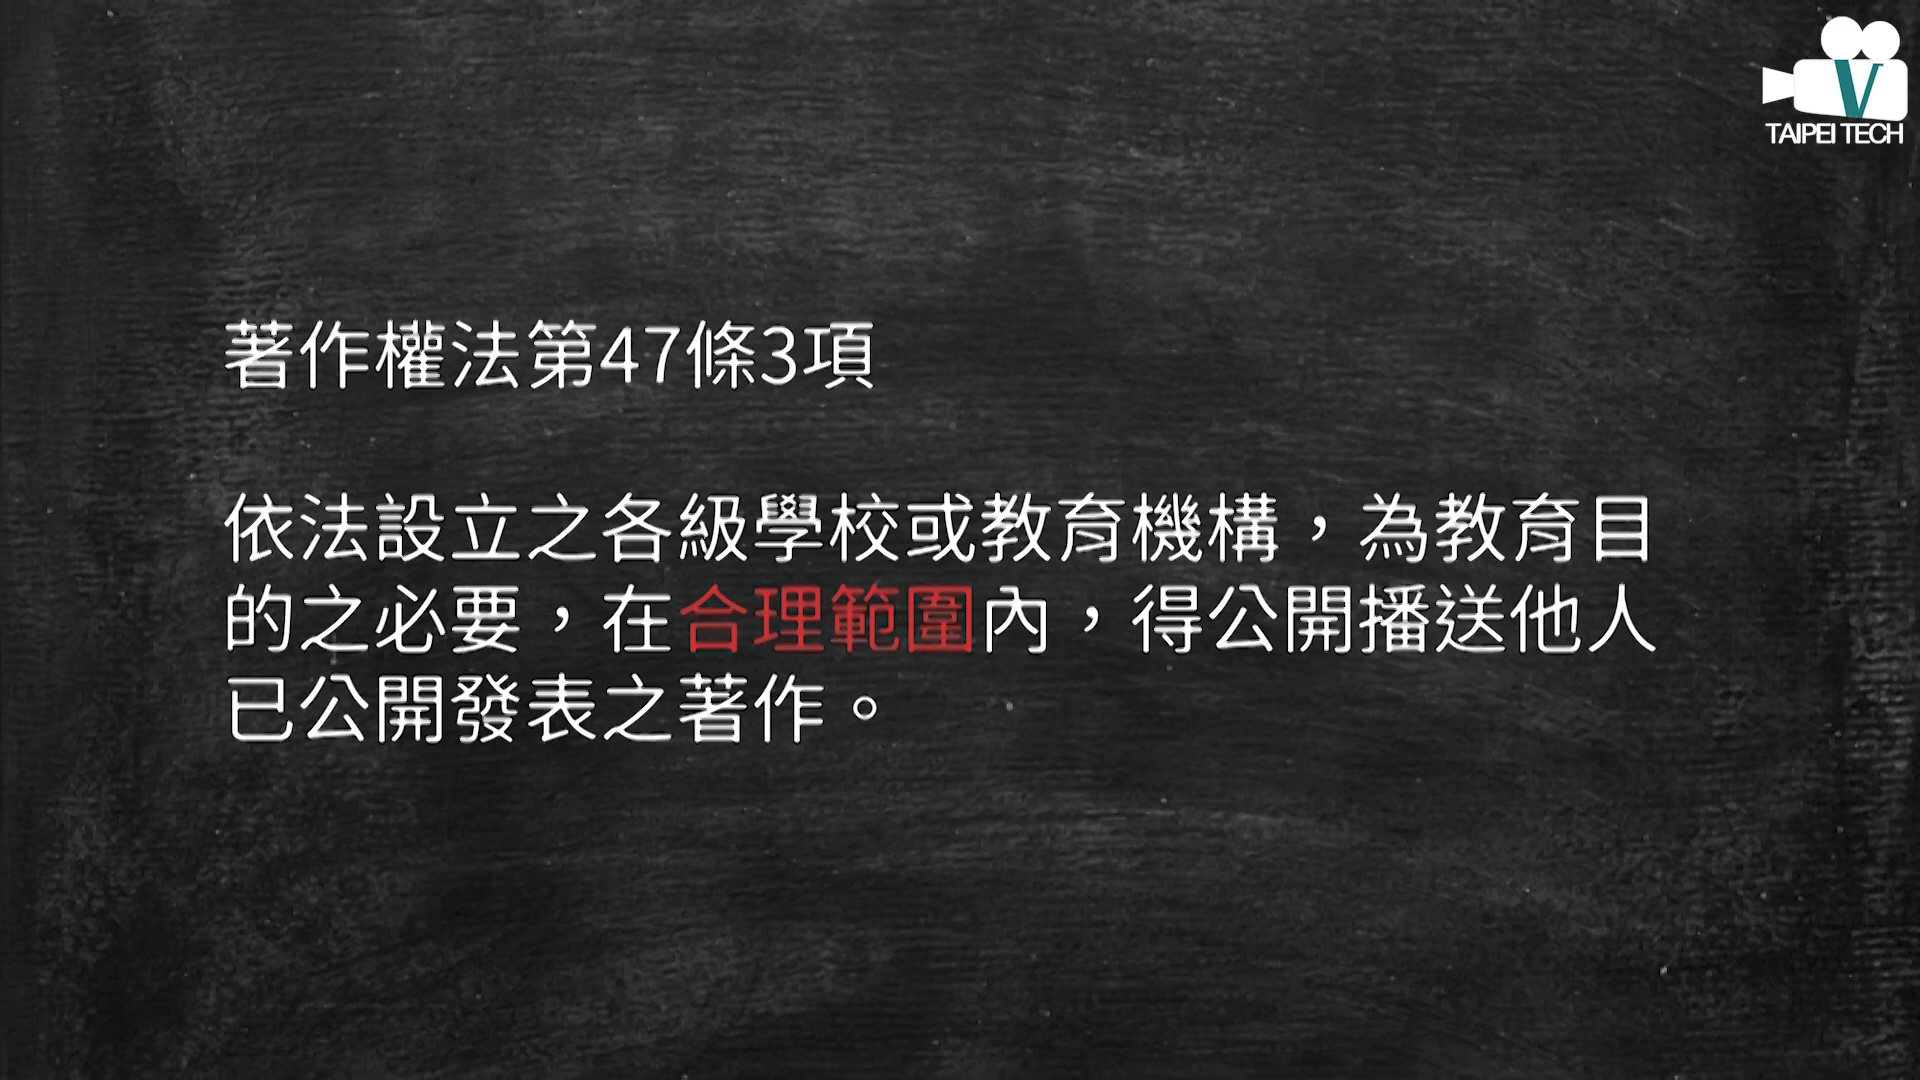 V
TAIPEI TECH
著作權法第47條3項
依法設立之各級學校或教育機構，為教育目
的之必要，在合理範圍內，得公開播送他人
已公開發表之著作。